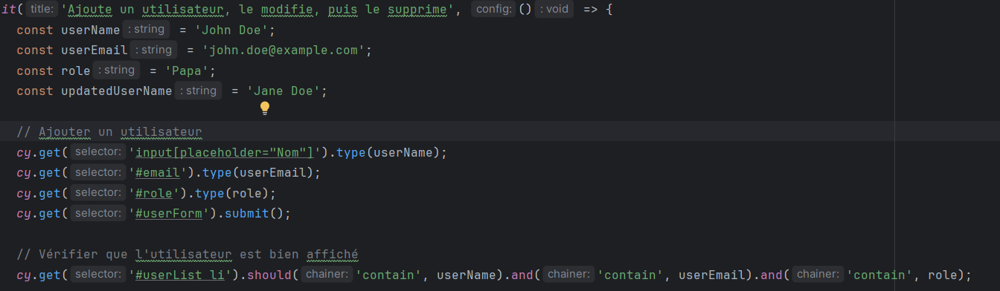 it( title: 'Ajoute un utilisateur, le modifie, puis le supprime', config: () : void => {
const userName : string = 'John Doe';
const userEmail : string = 'john.doe@example.com';
const role : string = 'Papa';
const updatedUserName : string = 'Jane Doe';
// Ajouter un utilisateur
cy.get( selector: 'input[placeholder="Nom"]').type(userName);
cy.get( selector: '#email').type(userEmail);
cy.get( selector: '#role').type(role);
cy.get( selector: '#userForm').submit();
// Vérifier que l'utilisateur est bien affiché
cy.get( selector: '#userList li').should( chainer: 'contain', userName).and( chainer: 'contain', userEmail).and( chainer: 'contain', role);